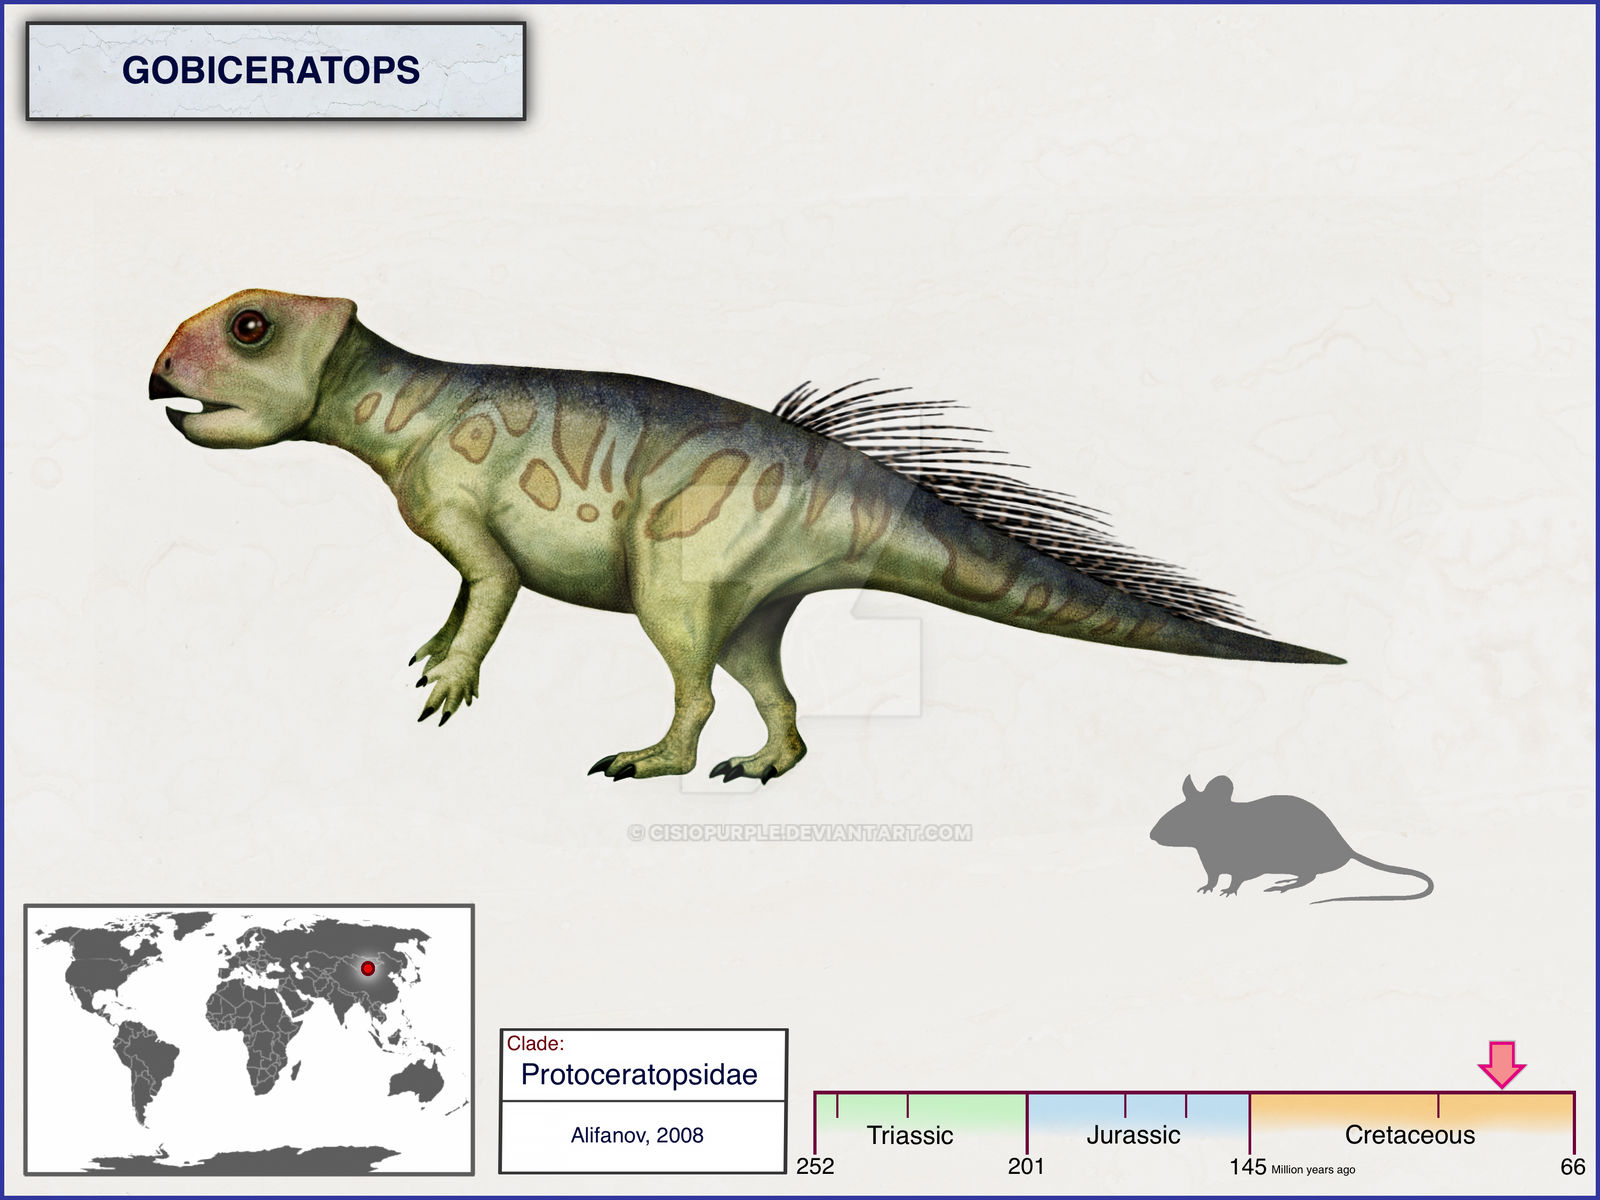 GOBICERATOPS
© CISIOPURPLE.DEVIANTART.COM
Clade:
Protoceratopsidae
Alifanov, 2008
Triassic Jurassic Cretaceous
252 201 145 Million years ago 66